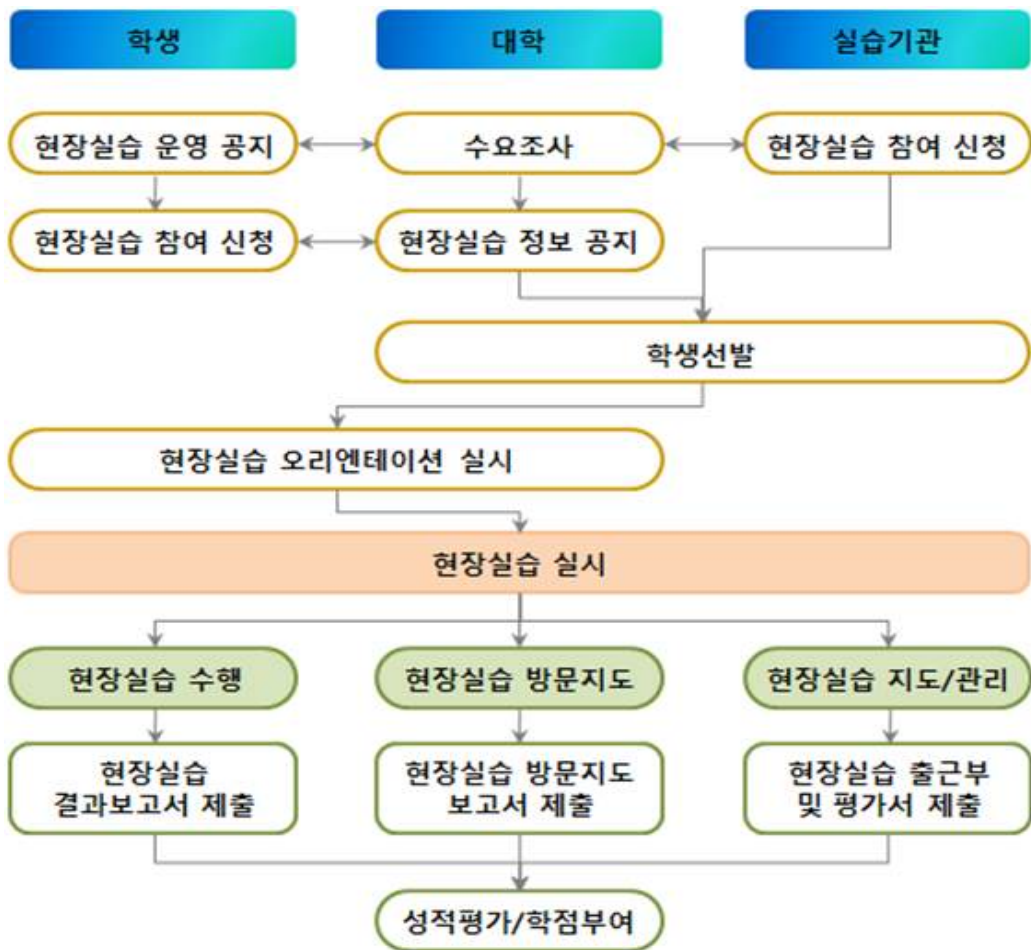 학생
대학
실습기관
현장실습 운영 공지
수요조사
현장실습 참여 신청
현장실습 참여 신청
현장실습 정보 공지
학생선발
현장실습 오리엔테이션 실시
현장실습 실시
현장실습 수행
현장실습 방문지도
현장실습 지도/관리
현장실습
결과보고서 제출
현장실습 방문지도
보고서 제출
현장실습 출근부
및 평가서 제출
성적평가/학점부여